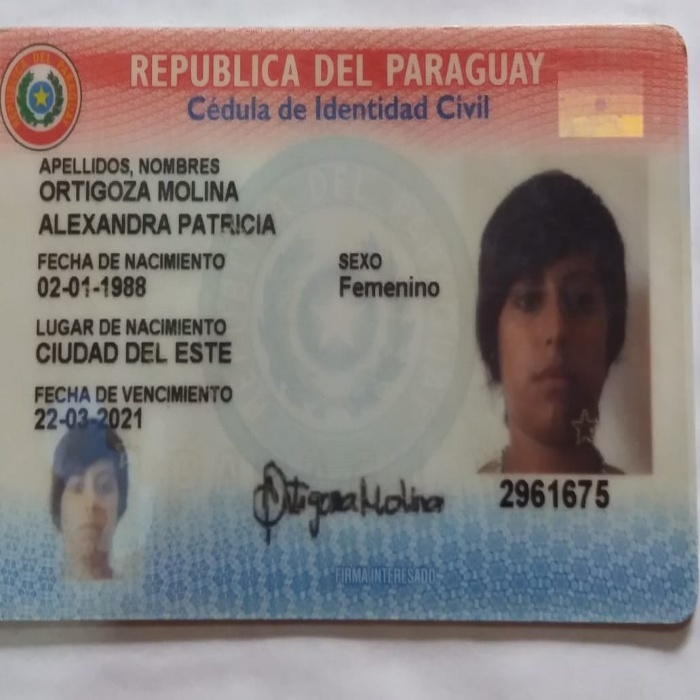 REPUBLICA DEL PARAGUAY
Cédula de Identidad Civil
APELLIDOS, NOMBRES
ORTIGOZA MOLINA
ALEXANDRA PATRICIA
FECHA DE NACIMIENTO
02-01-1988
SEXO
Femenino
LUGAR DE NACIMIENTO
CIUDAD DEL ESTE
FECHA DE VENCIMIENTO
22-03-2021
Ortigoza Molina
2961675
FIRMA INTERESADO